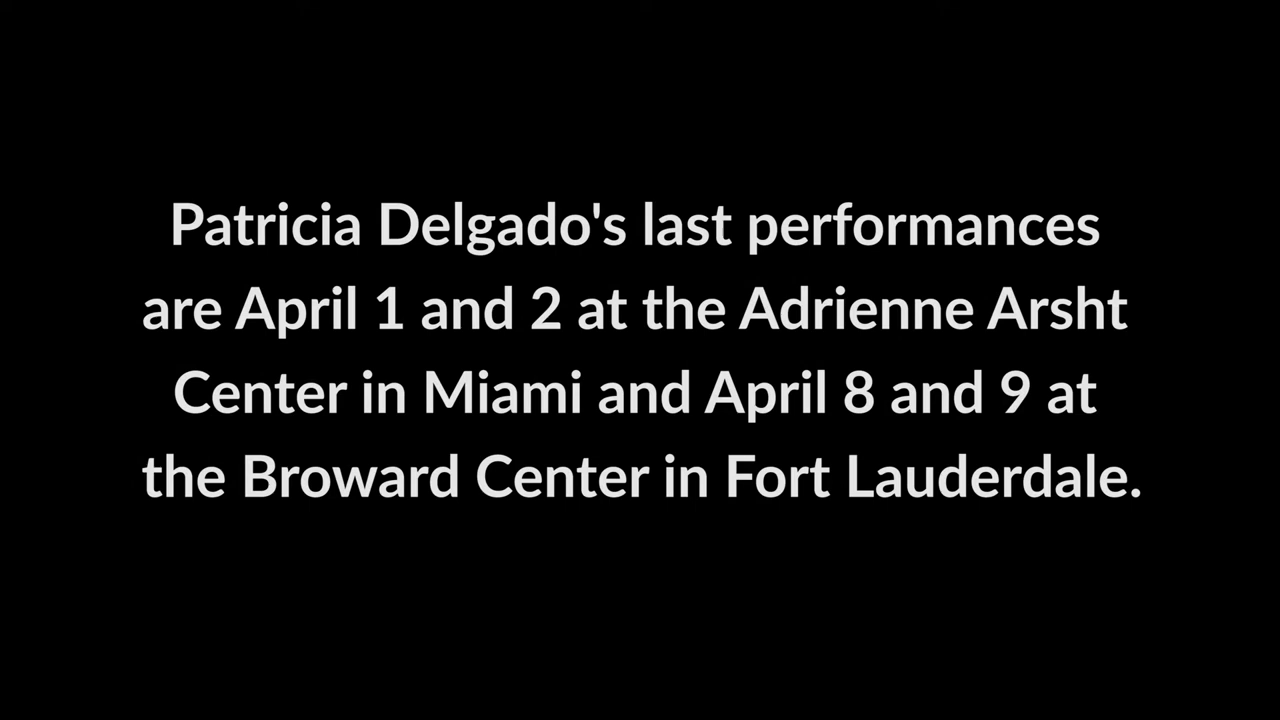 Patricia Delgado's last performances
are April 1 and 2 at the Adrienne Arsht
Center in Miami and April 8 and 9 at
the Broward Center in Fort Lauderdale.